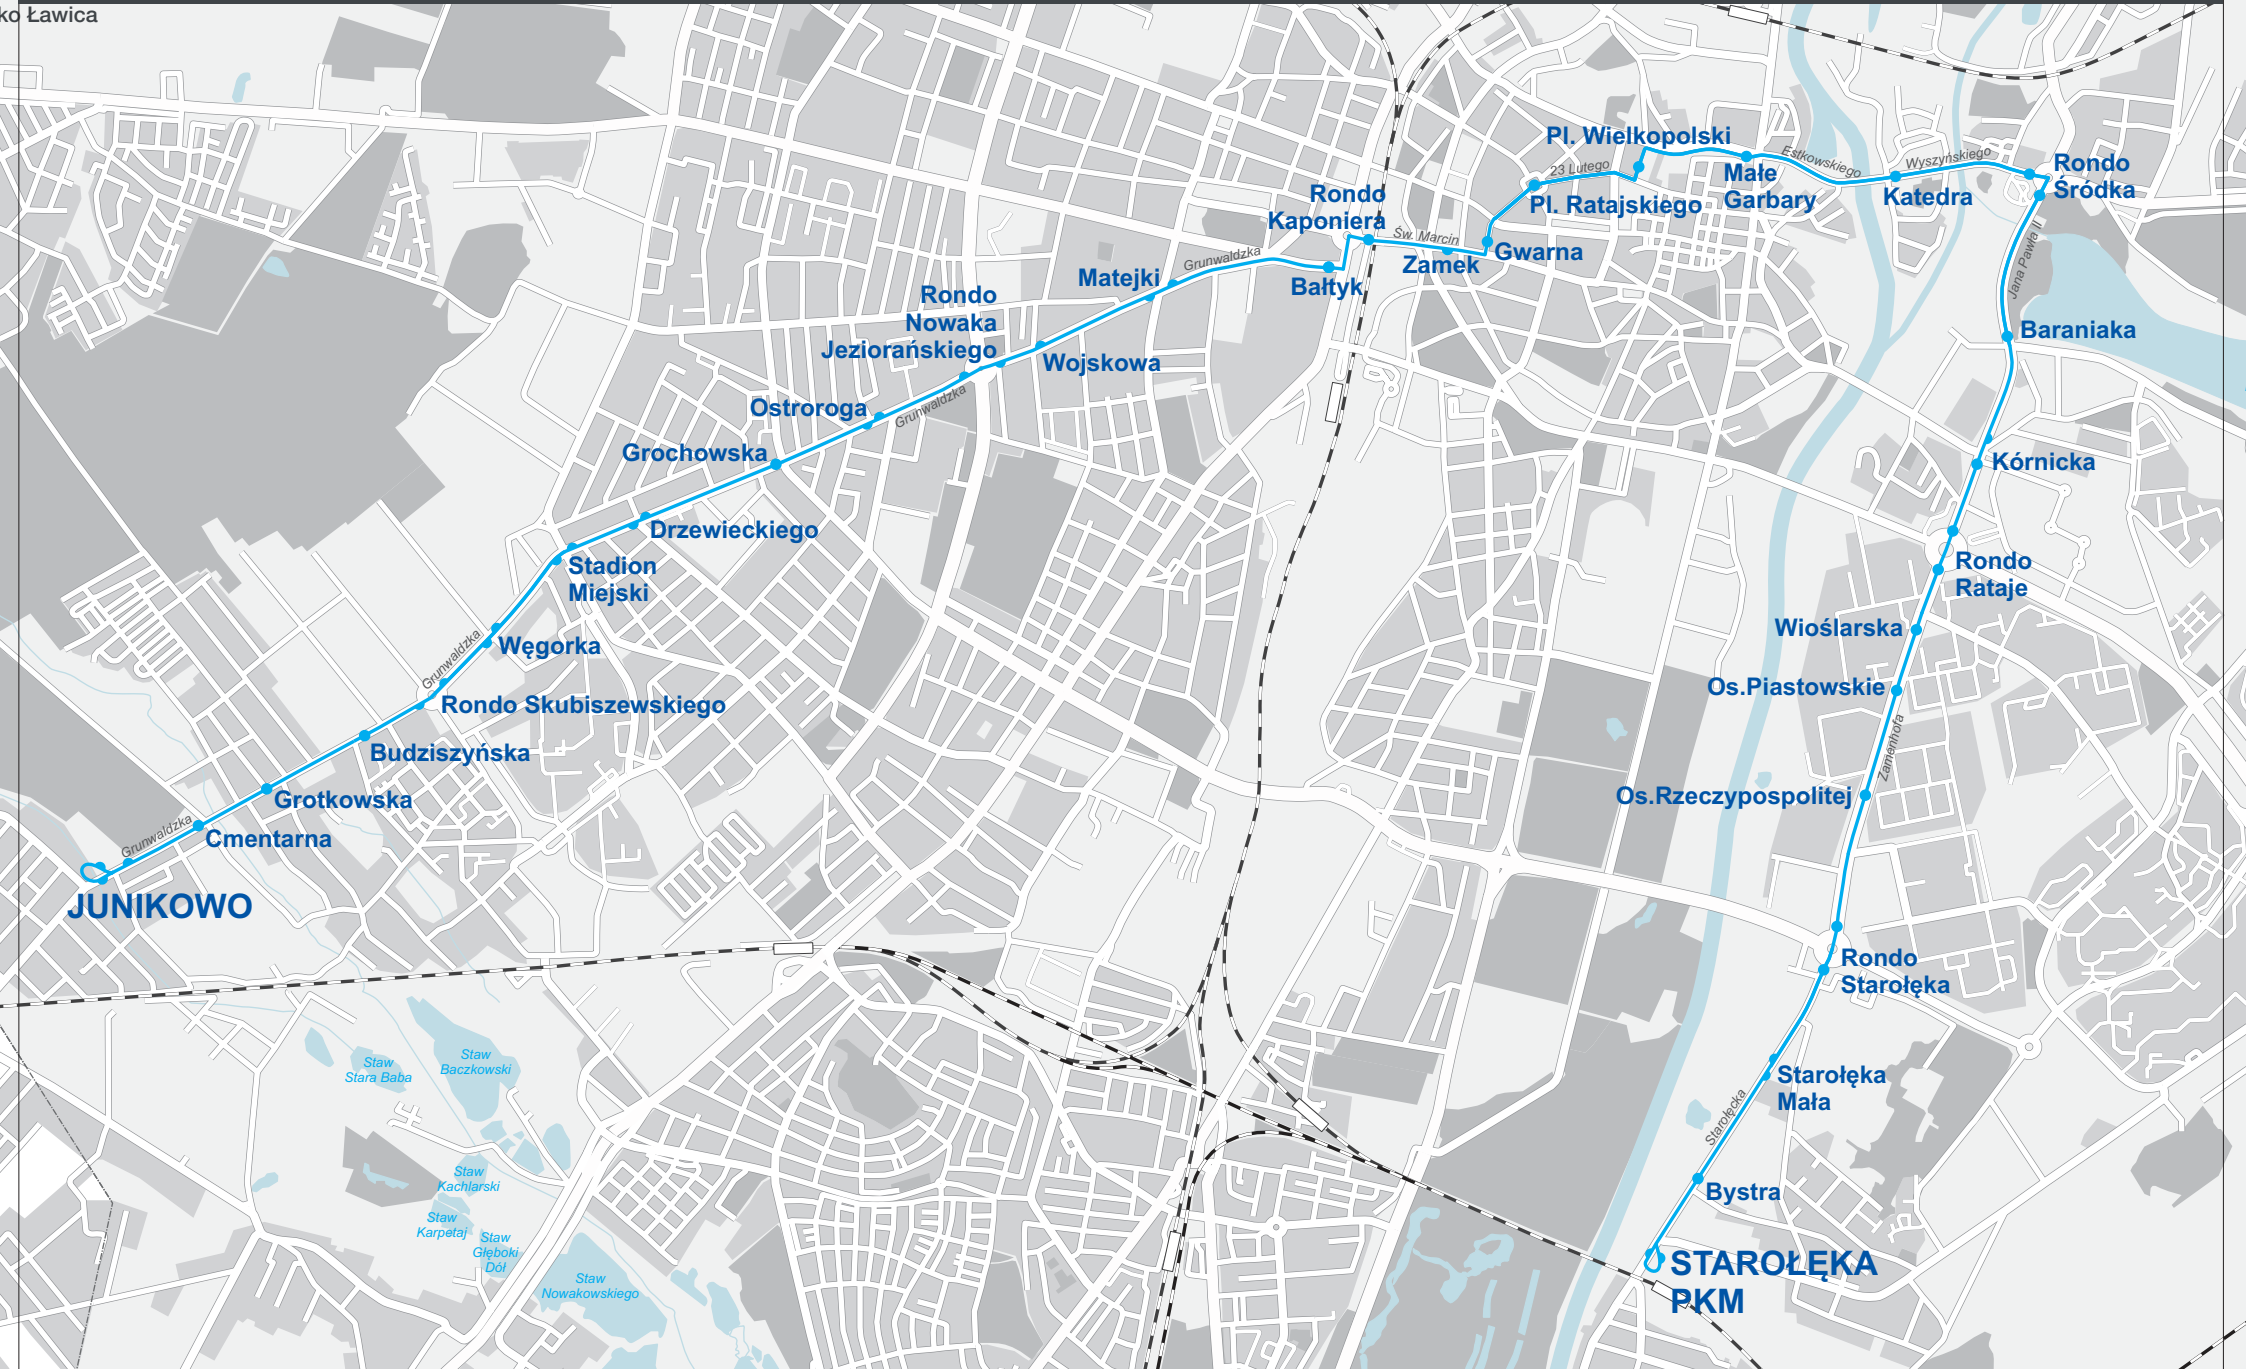 ko Ławica
Pl. Wielkopolski
23 Lutego
Estkowskiego
Wyszyńskiego
Małe
Garbary
Rondo
Śródka
Katedra
Rondo
Kaponiera
Pl. Ratajskiego
Św. Marcin
Zamek
Gwarna
Jana Pawła II
Grunwaldzka
Matejki
Bałtyk
Rondo
Nowaka
Jeziorańskiego
Wojskowa
Baraniaka
Grunwaldzka
Ostroroga
Grochowska
Kórnicka
Drzewieckiego
Stadion
Miejski
Rondo
Rataje
Wioślarska
Węgorka
Grunwaldzka
Os.Piastowskie
Rondo Skubiszewskiego
Zamenhofa
Budziszyńska
Os.Rzeczypospolitej
Grotkowska
Grunwaldzka
Cmentarna
JUNIKOWO
Rondo
Starołęka
Staw
Stara Baba
Staw
Baczkowski
Starołęka
Mała
Starołęcka
Staw
Kachlarski
Bystra
Staw
Karpetaj
Staw
Głęboki
Dół
Staw
Nowakowskiego
STAROŁĘKA
PKM